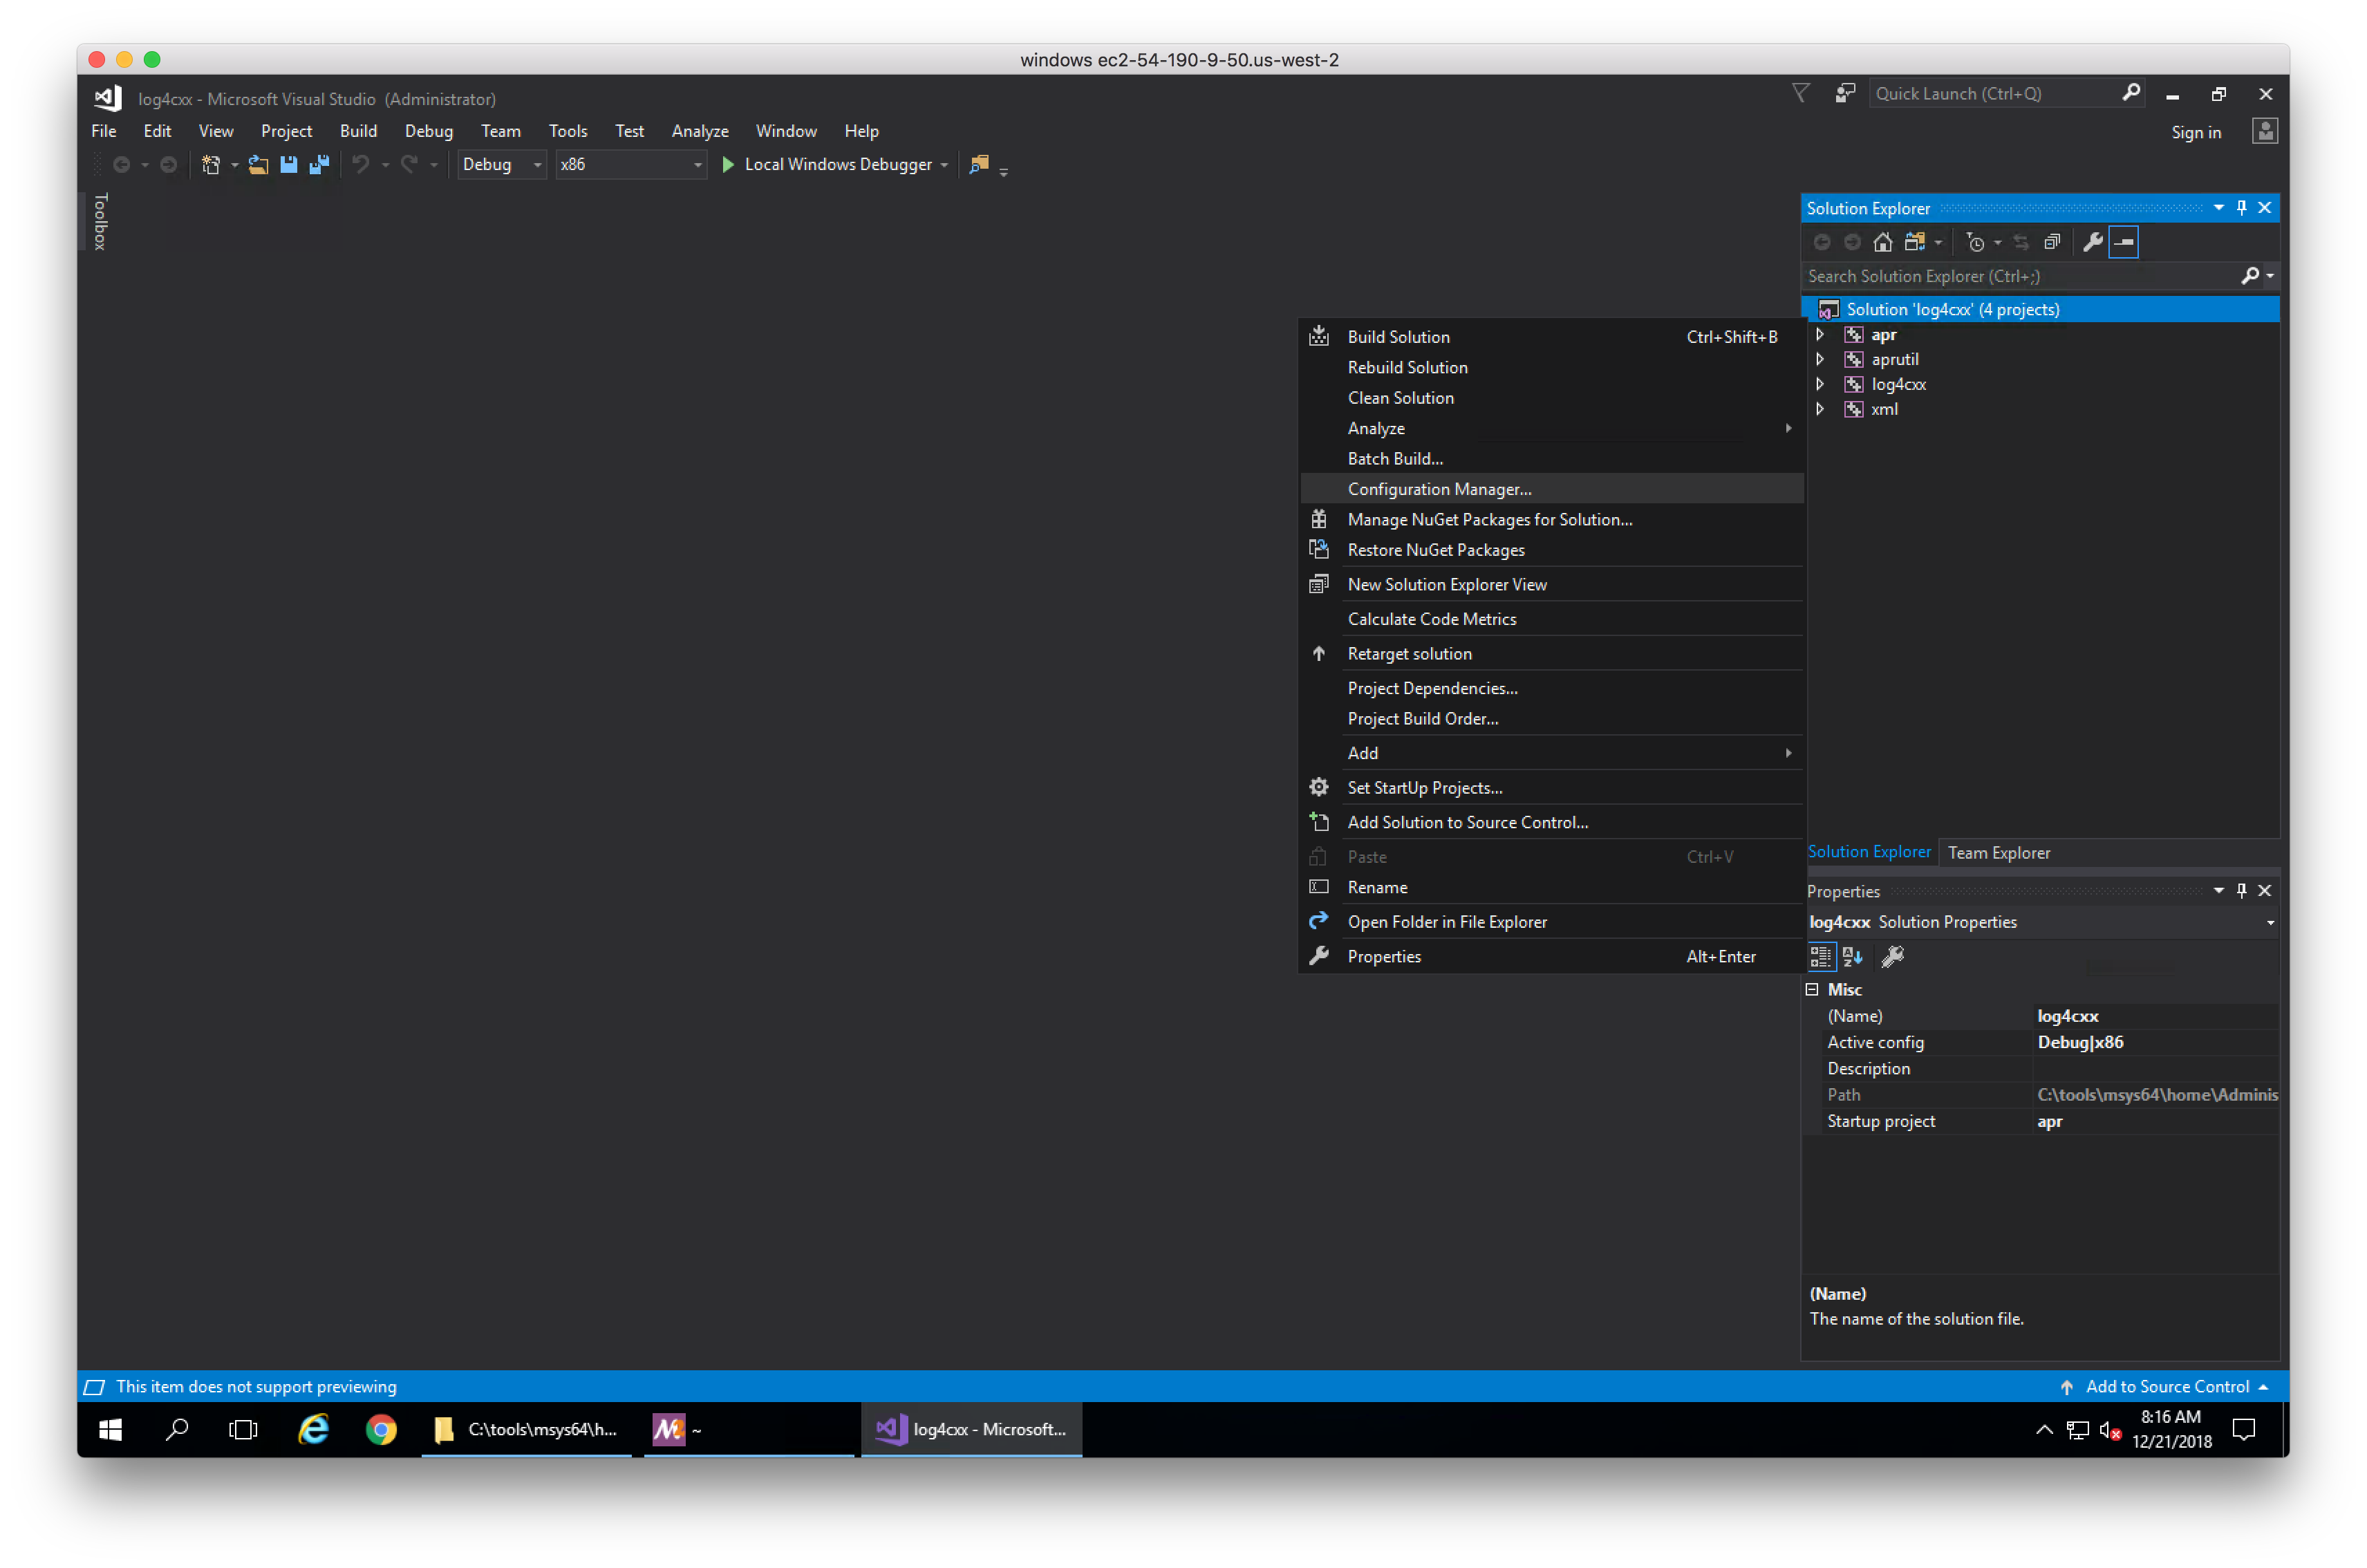 windows ec2-54-190-9-50.us-west-2
log4cxx - Microsoft Visual Studio (Administrator)
Quick Launch (Ctrl+Q)
File Edit View Project Build Debug Team Tools Test Analyze Window Help
Sign in
Debug x86 Local Windows Debugger
Toolbox
Solution Explorer
Search Solution Explorer (Ctrl+;)
Solution 'log4cxx' (4 projects)
apr
aprutil
log4cxx
xml
Build Solution Ctrl+Shift+B
Rebuild Solution
Clean Solution
Analyze
Batch Build...
Configuration Manager...
Manage NuGet Packages for Solution...
Restore NuGet Packages
New Solution Explorer View
Calculate Code Metrics
Retarget solution
Project Dependencies...
Project Build Order...
Add
Set StartUp Projects...
Add Solution to Source Control...
Paste Ctrl+V
Rename
Open Folder in File Explorer
Properties Alt+Enter
Solution Explorer Team Explorer
Properties
log4cxx Solution Properties
Misc
(Name) log4cxx
Active config Debug|x86
Description
Path C:\tools\msys64\home\Adminis
Startup project apr
(Name)
The name of the solution file.
This item does not support previewing
Add to Source Control
C:\tools\msys64\h...
~
log4cxx - Microsoft...
8:16 AM
12/21/2018